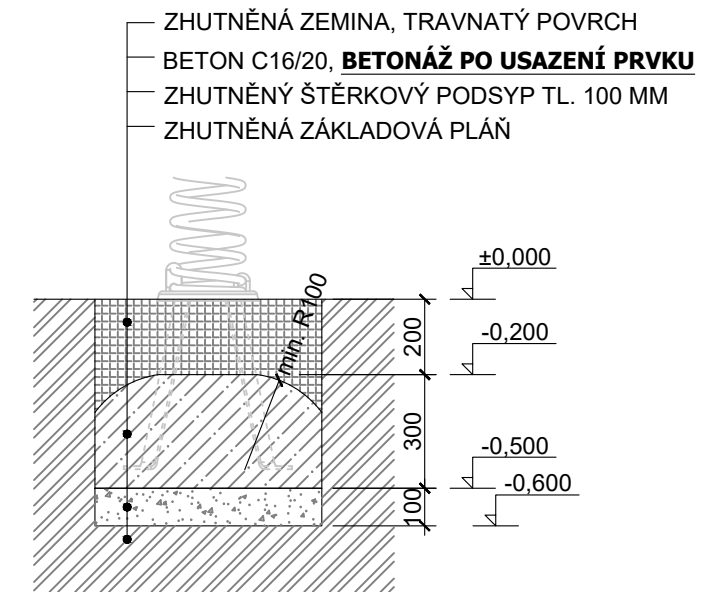 ZHUTNĚNÁ ZEMINA, TRAVNATÝ POVRCH
BETON C16/20, BETONÁŽ PO USAZENÍ PRVKU
ZHUTNĚNÝ ŠTĚRKOVÝ PODSYP TL. 100 MM
ZHUTNĚNÁ ZÁKLADOVÁ PLÁŇ
±0,000
min. R100
200
-0,200
300
-0,500
-0,600
100